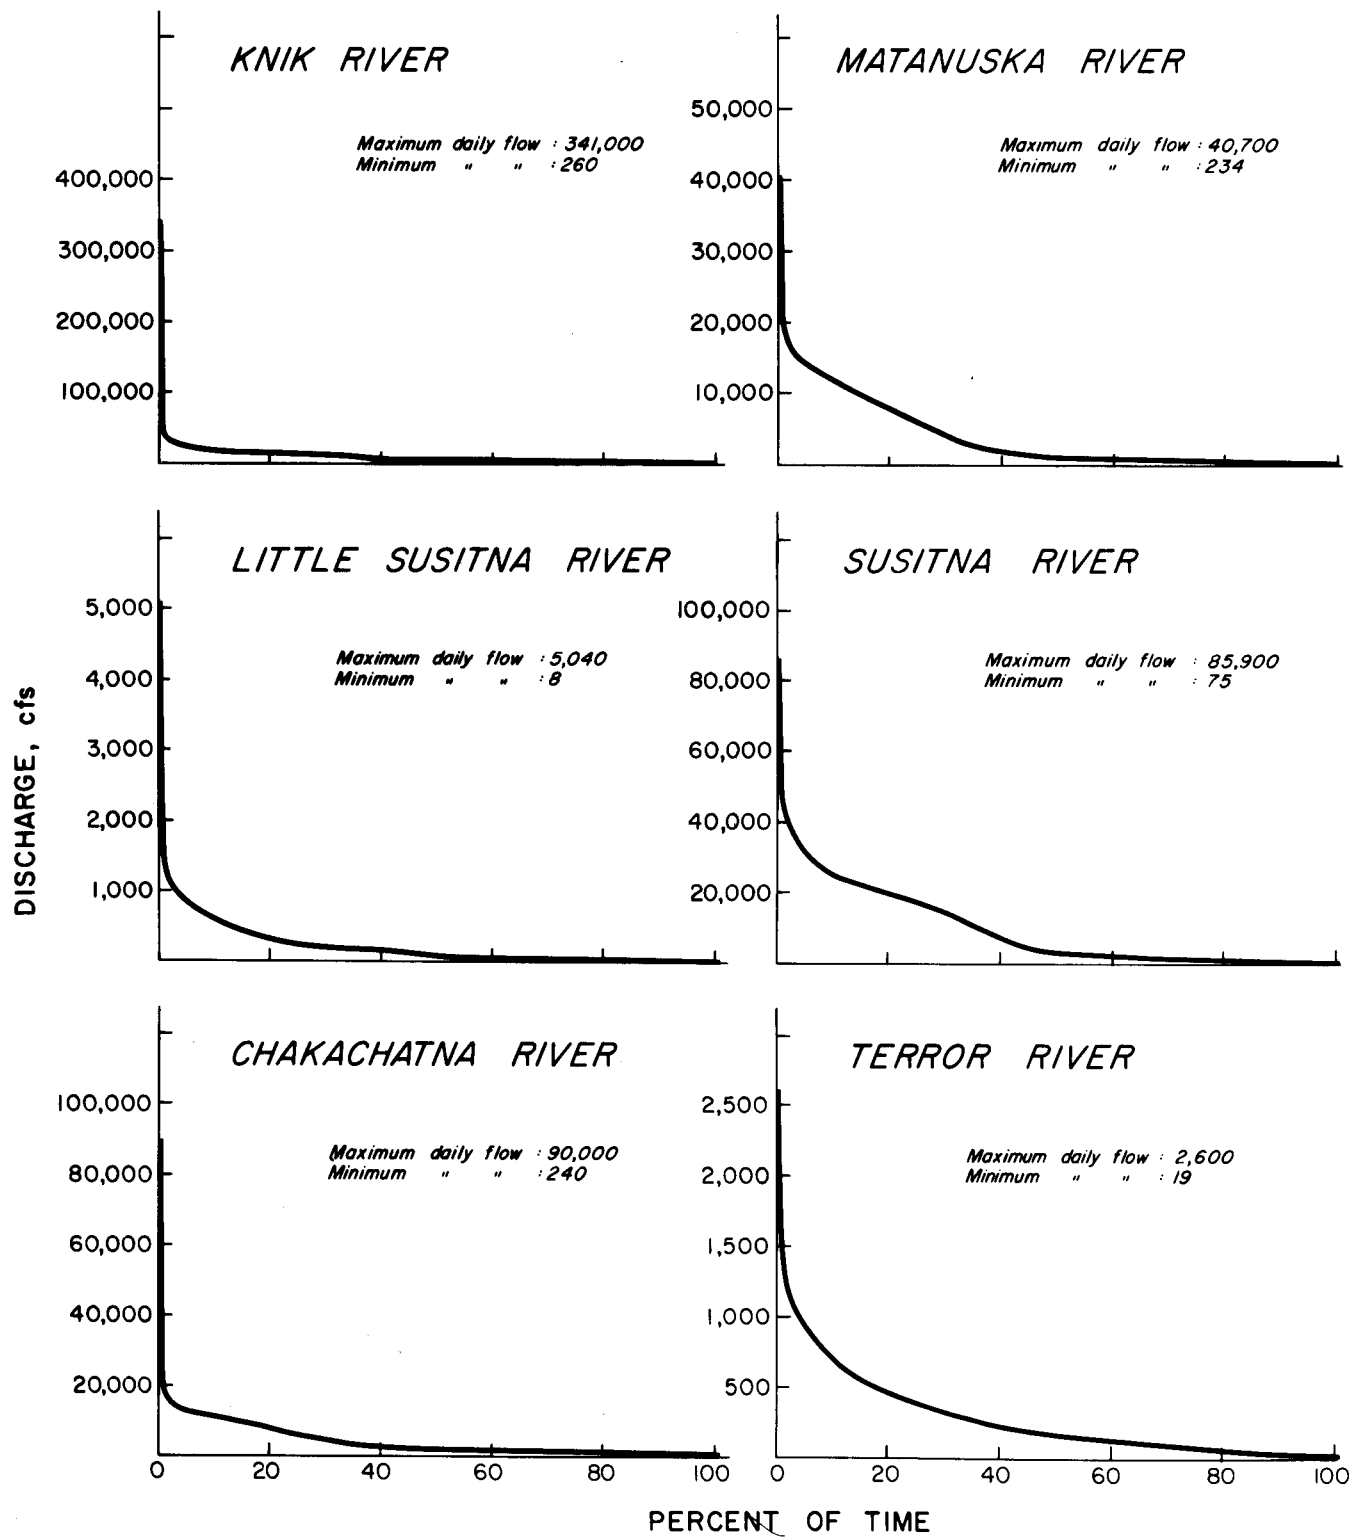 KNIK RIVER
Maximum daily flow : 341,000
Minimum " " : 260
400,000
300,000
200,000
100,000
MATANUSKA RIVER
Maximum daily flow : 40,700
Minimum " " : 234
50,000
40,000
30,000
20,000
10,000
LITTLE SUSITNA RIVER
Maximum daily flow : 5,040
Minimum " " : 8
5,000
4,000
3,000
2,000
1,000
SUSITNA RIVER
Maximum daily flow : 85,900
Minimum " " : 75
100,000
80,000
60,000
40,000
20,000
CHAKACHATNA RIVER
Maximum daily flow : 90,000
Minimum " " : 240
100,000
80,000
60,000
40,000
20,000
0 20 40 60 80 100
TERROR RIVER
Maximum daily flow : 2,600
Minimum " " : 19
2,500
2,000
1,500
1,000
500
0 20 40 60 80 100
DISCHARGE, cfs
PERCENT OF TIME